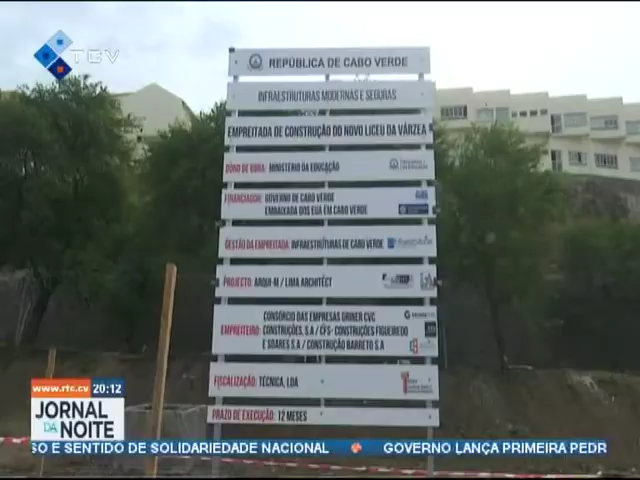 TCV
REPÚBLICA DE CABO VERDE
INFRAESTRUTURAS MODERNAS E SEGURAS
EMPREITADA DE CONSTRUÇÃO DO NOVO LICEU DA VÁRZEA
DONO DE OBRA: MINISTÉRIO DA EDUCAÇÃO
FINANCIADOR: GOVERNO DE CABO VERDE
EMBAIXADA DOS EUA EM CABO VERDE
GESTÃO DA EMPREITADA: INFRAESTRUTURAS DE CABO VERDE
PROJECTO: ARQUI-M / LIMA ARCHITECT
CONSÓRCIO DAS EMPRESAS GRINER CVC
EMPREITEIRO: CONSTRUÇÕES, S.A / CFS - CONSTRUÇÕES FIGUEIREDO
E SOARES S.A / CONSTRUÇÃO BARRETO S.A
FISCALIZAÇÃO: TÉCNICA, LDA
PRAZO DE EXECUÇÃO: 12 MESES
www.rtc.cv 20:12
JORNAL
DA NOITE
SO E SENTIDO DE SOLIDARIEDADE NACIONAL GOVERNO LANÇA PRIMEIRA PEDR